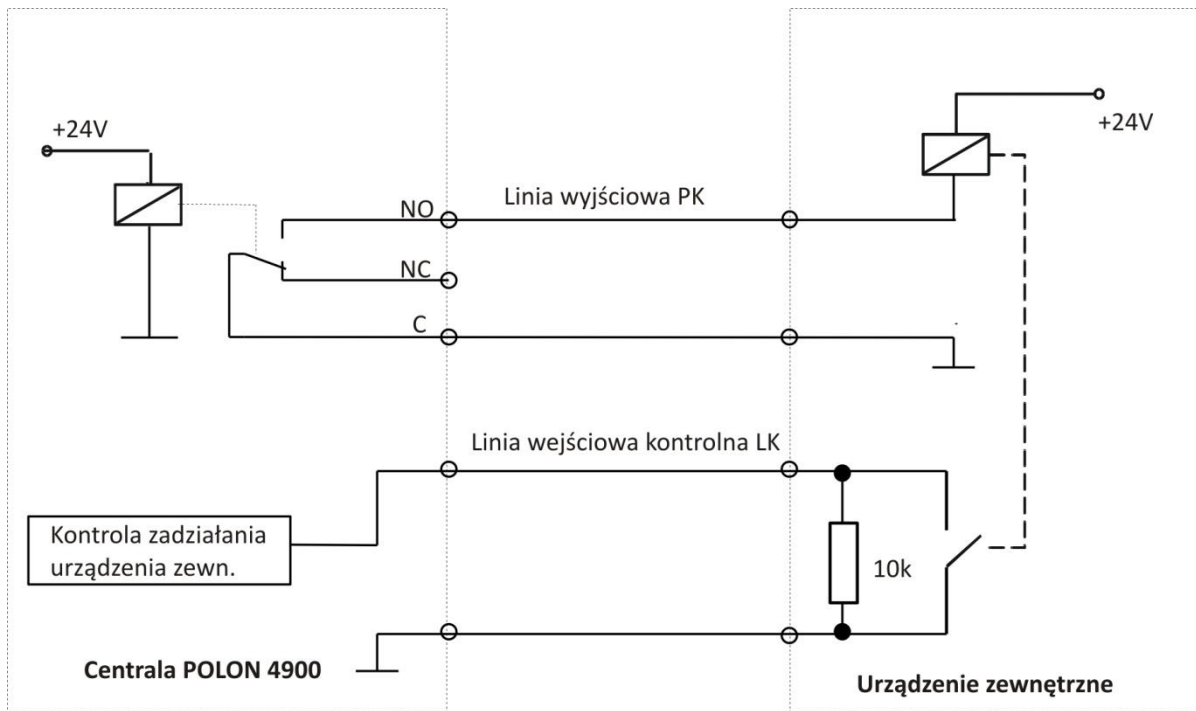 +24V
+24V
NO
Linia wyjściowa PK
NC
C
Linia wejściowa kontrolna LK
Kontrola zadziałania
urządzenia zewn.
10k
Centrala POLON 4900
Urządzenie zewnętrzne